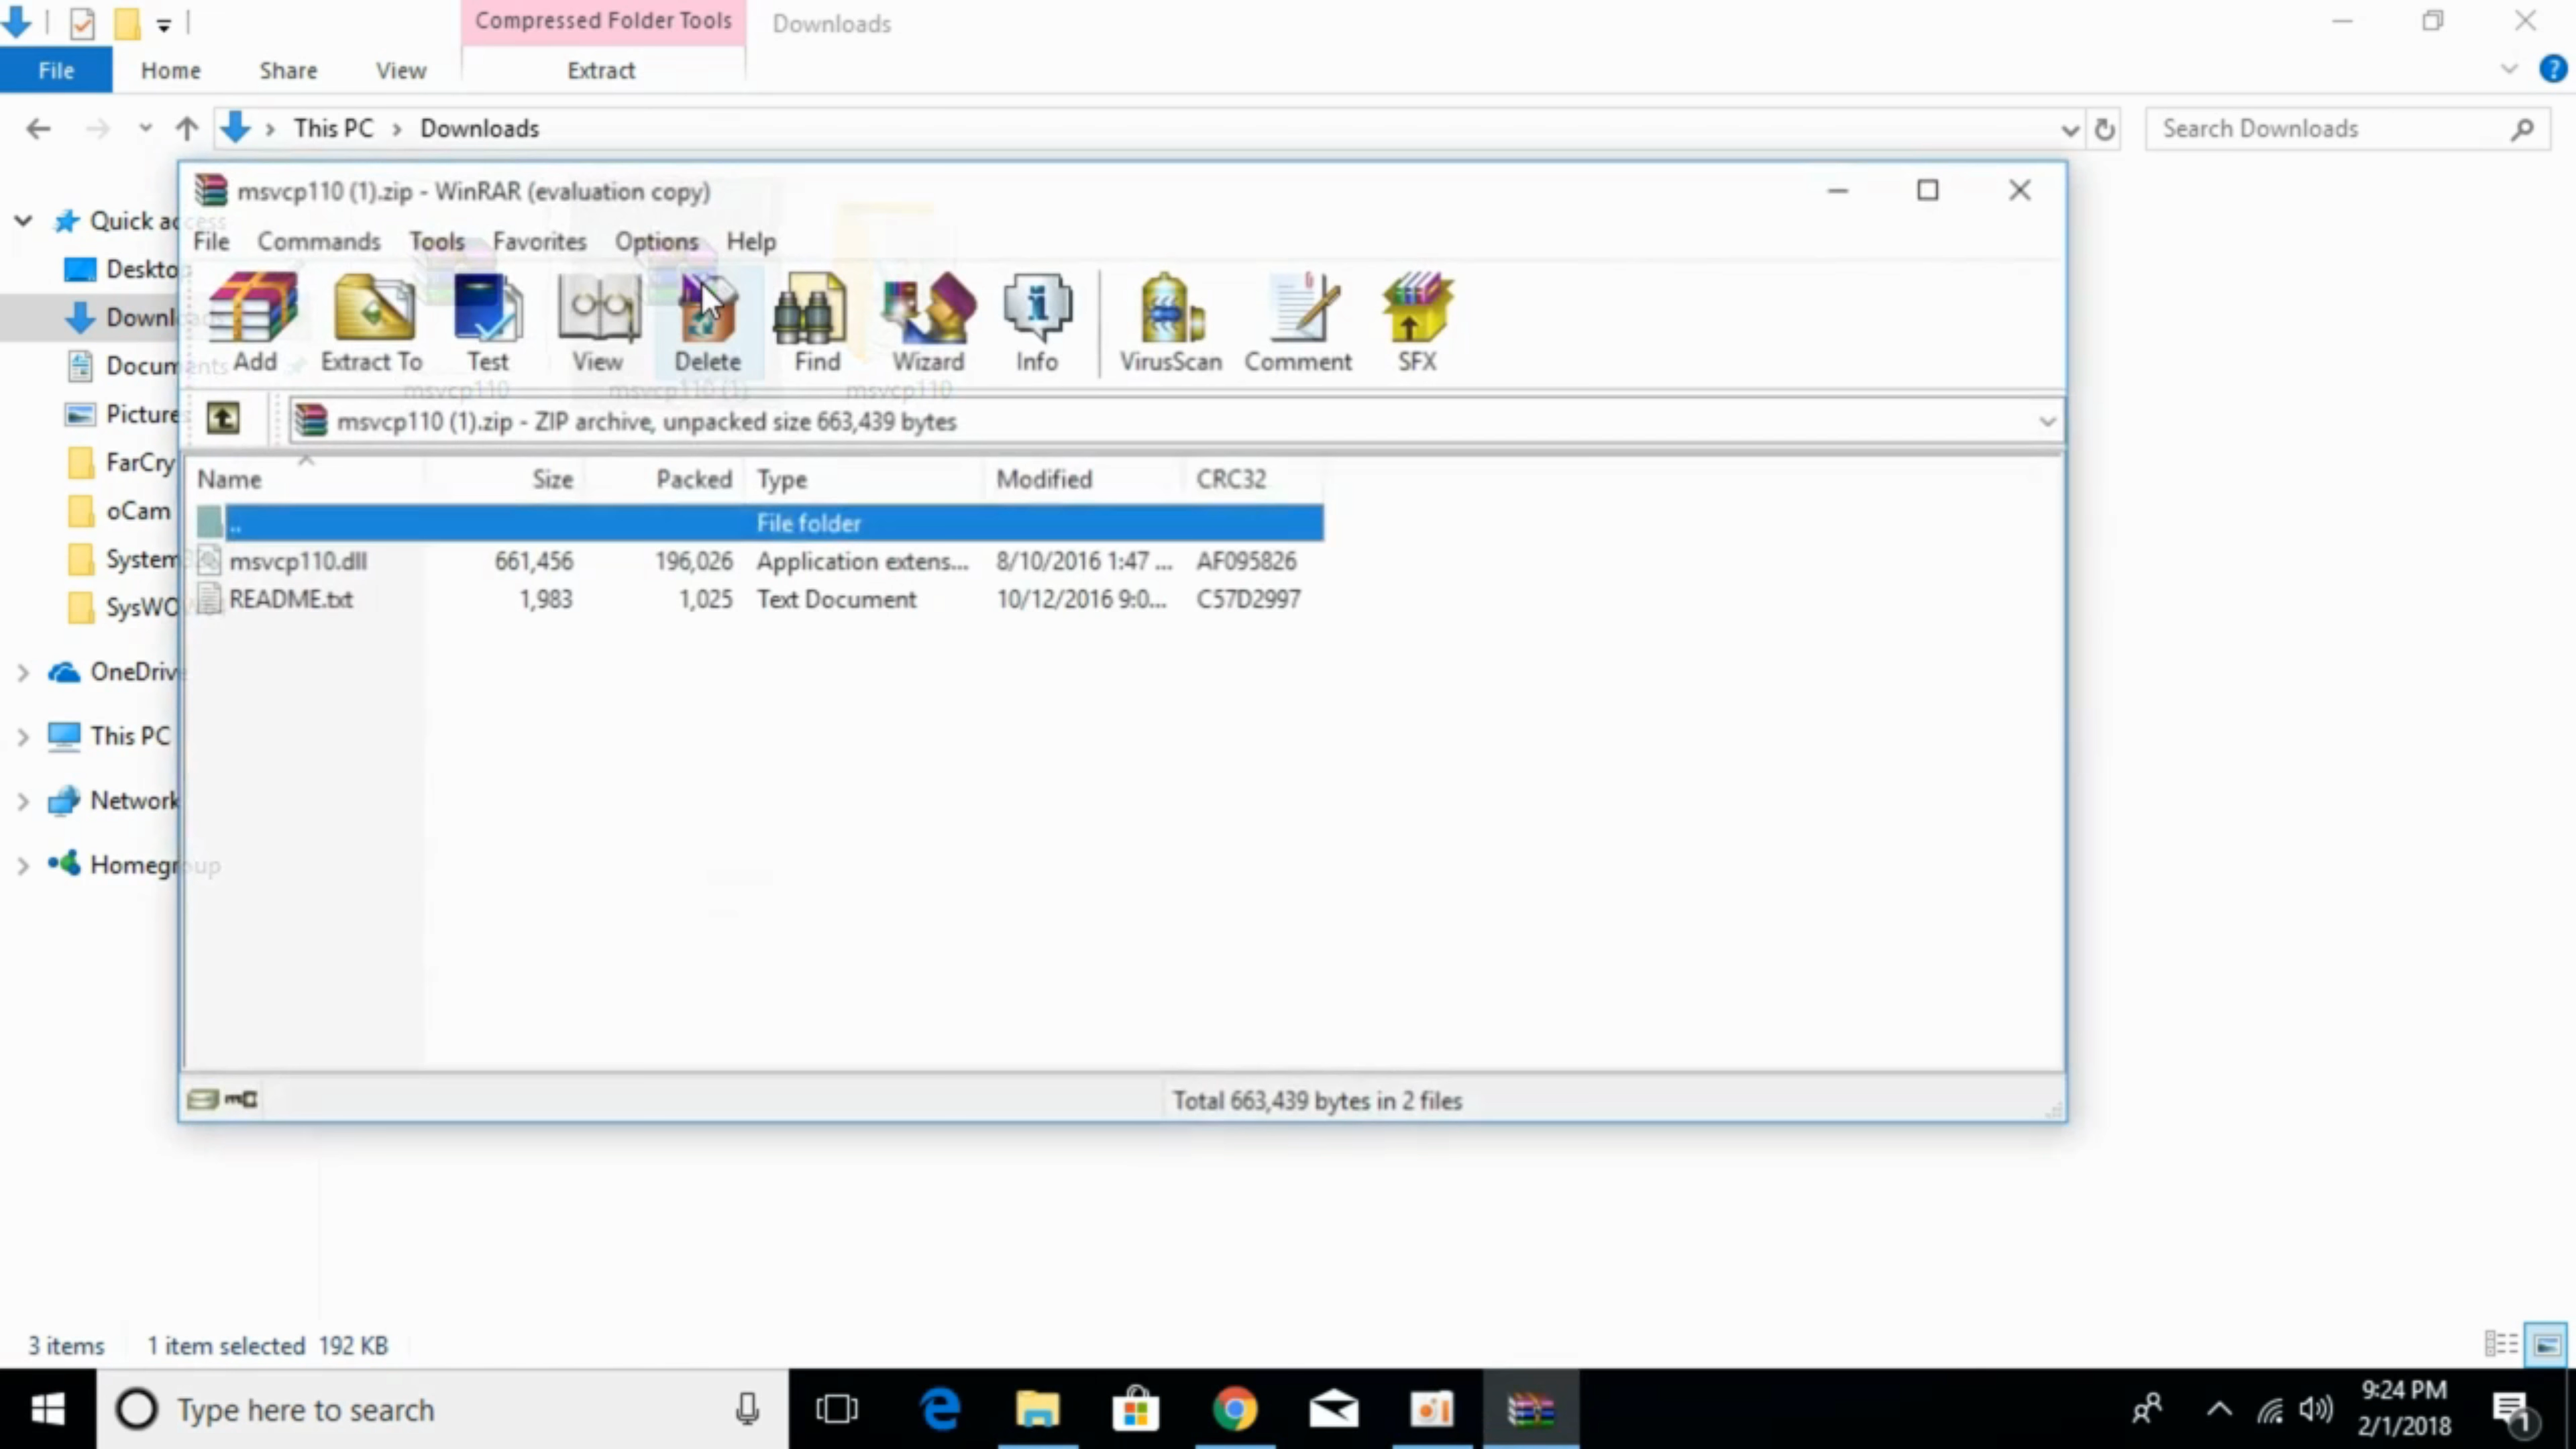 Compressed Folder Tools
Downloads
File Home Share View Extract
This PC Downloads
Search Downloads
msvcp110 (1).zip - WinRAR (evaluation copy)
Quick access
File Commands Tools Favorites Options Help
Desktop
Downloads
Documents
Add Extract To Test View Delete Find Wizard Info VirusScan Comment SFX
msvcp110 msvcp110 (1) msvcp110
Pictures
msvcp110 (1).zip - ZIP archive, unpacked size 663,439 bytes
FarCry
Name Size Packed Type Modified CRC32
oCam
.. File folder
System
msvcp110.dll 661,456 196,026 Application extens... 8/10/2016 1:47 ... AF095826
SysWO
README.txt 1,983 1,025 Text Document 10/12/2016 9:0... C57D2997
OneDrive
This PC
Network
Homegroup
Total 663,439 bytes in 2 files
3 items 1 item selected 192 KB
Type here to search
9:24 PM
2/1/2018
1